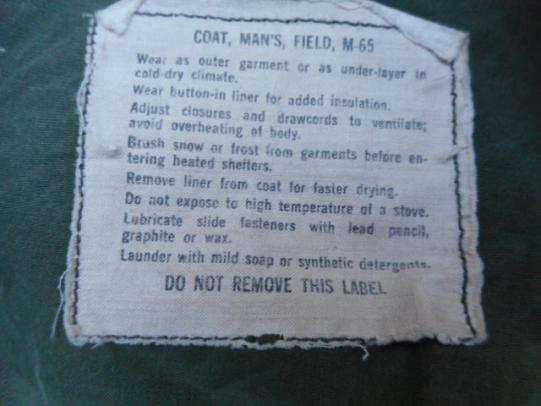 COAT, MAN'S, FIELD, M-65
Wear as outer garment or as under-layer in
cold-dry climate.
Wear button-in liner for added insulation.
Adjust closures and drawcords to ventilate;
avoid overheating of body.
Brush snow or frost from garments before en-
tering heated shelters.
Remove liner from coat for faster drying.
Do not expose to high temperature of a stove.
Lubricate slide fasteners with lead pencil,
graphite or wax.
Launder with mild soap or synthetic detergents.
DO NOT REMOVE THIS LABEL